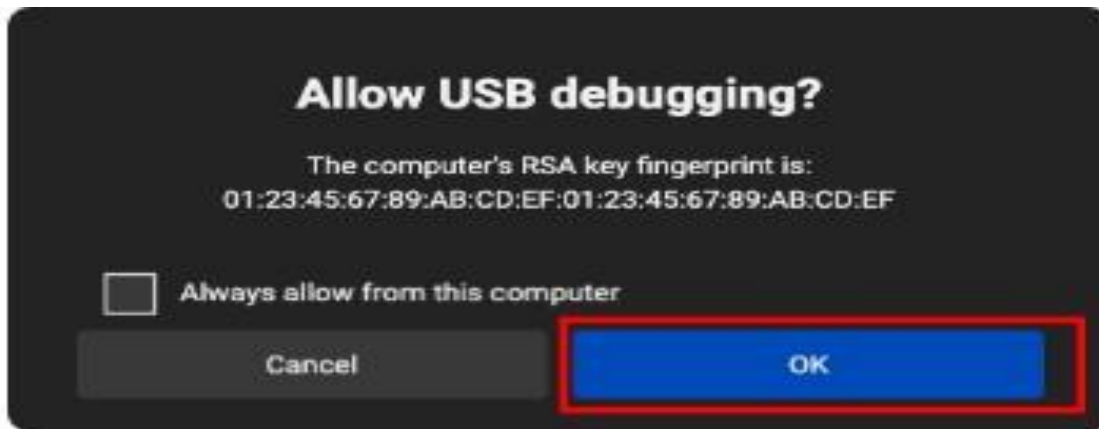 Allow USB debugging?
The computer's RSA key fingerprint is:
01:23:45:67:89:AB:CD:EF:01:23:45:67:89:AB:CD:EF
Always allow from this computer
Cancel
OK